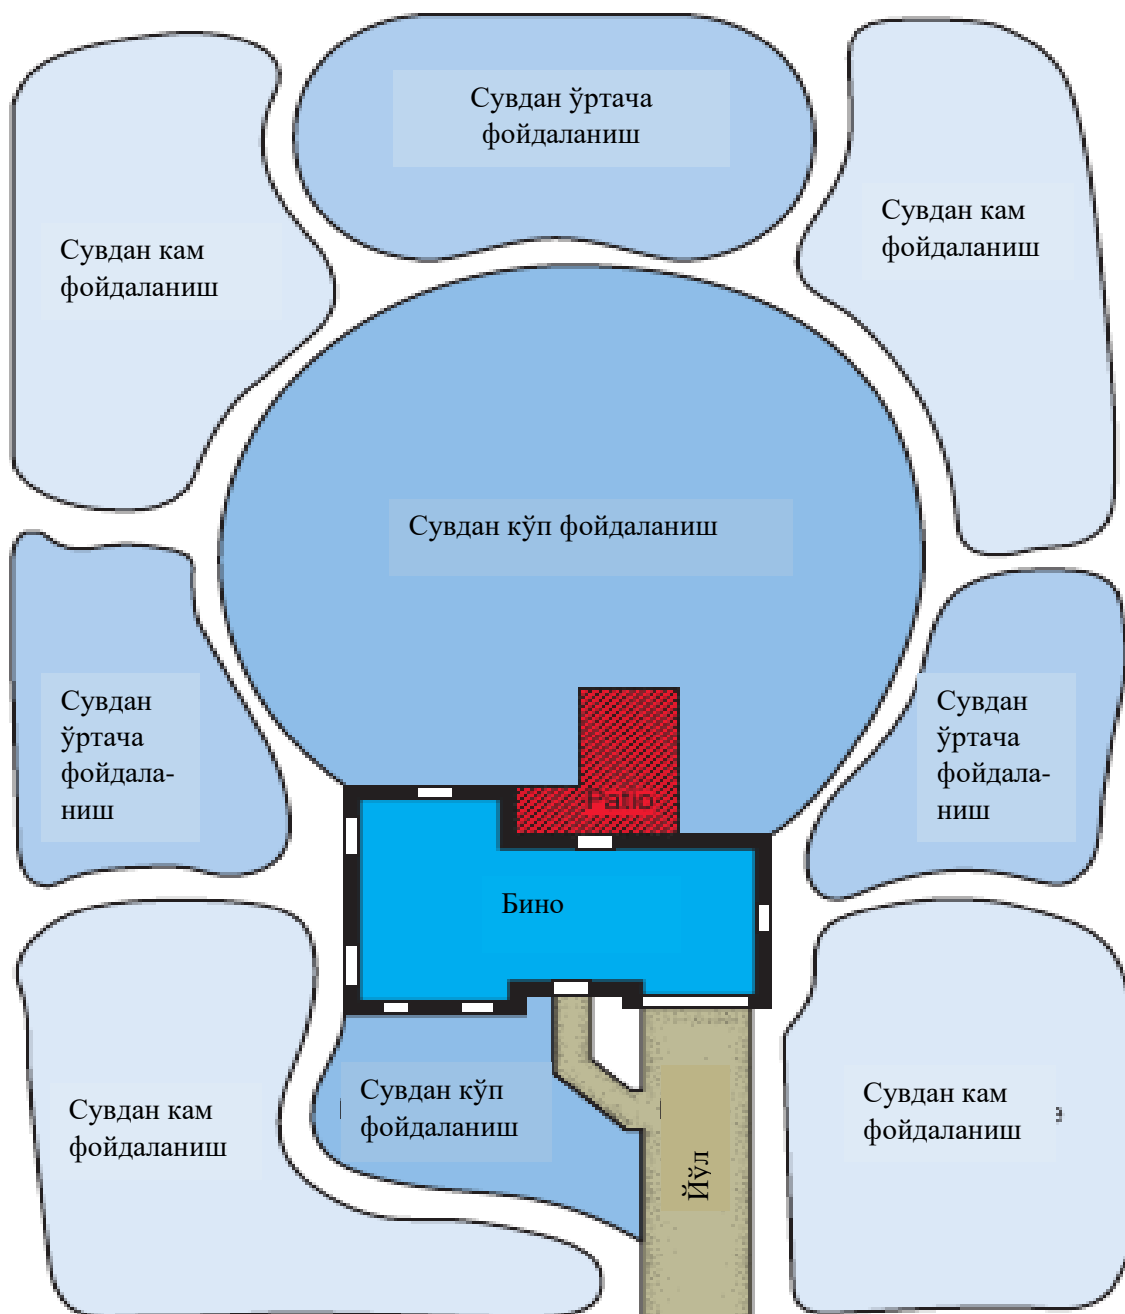 Сувдан ўртача
фойдаланиш
Сувдан кам
фойдаланиш
Сувдан кам
фойдаланиш
Сувдан кўп фойдаланиш
Сувдан
ўртача
фойдала-
ниш
Сувдан
ўртача
фойдала-
ниш
Patio
Бино
Сувдан кўп
фойдаланиш
Сувдан кам
фойдаланиш
Сувдан кам
фойдаланиш
Йўл